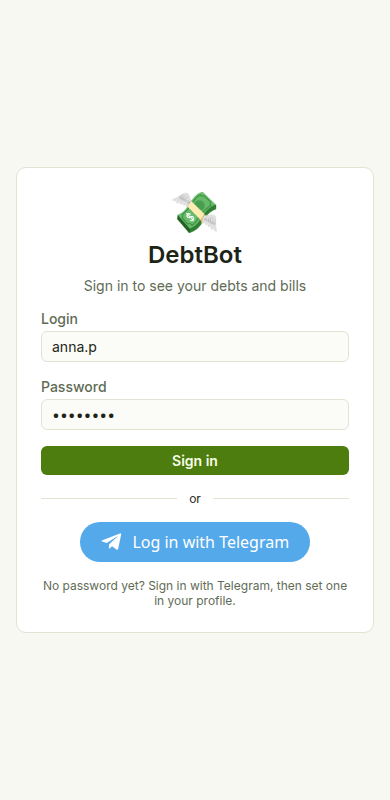 DebtBot
Sign in to see your debts and bills
Login
anna.p
Password
••••••••
Sign in
or
Log in with Telegram
No password yet? Sign in with Telegram, then set one
in your profile.